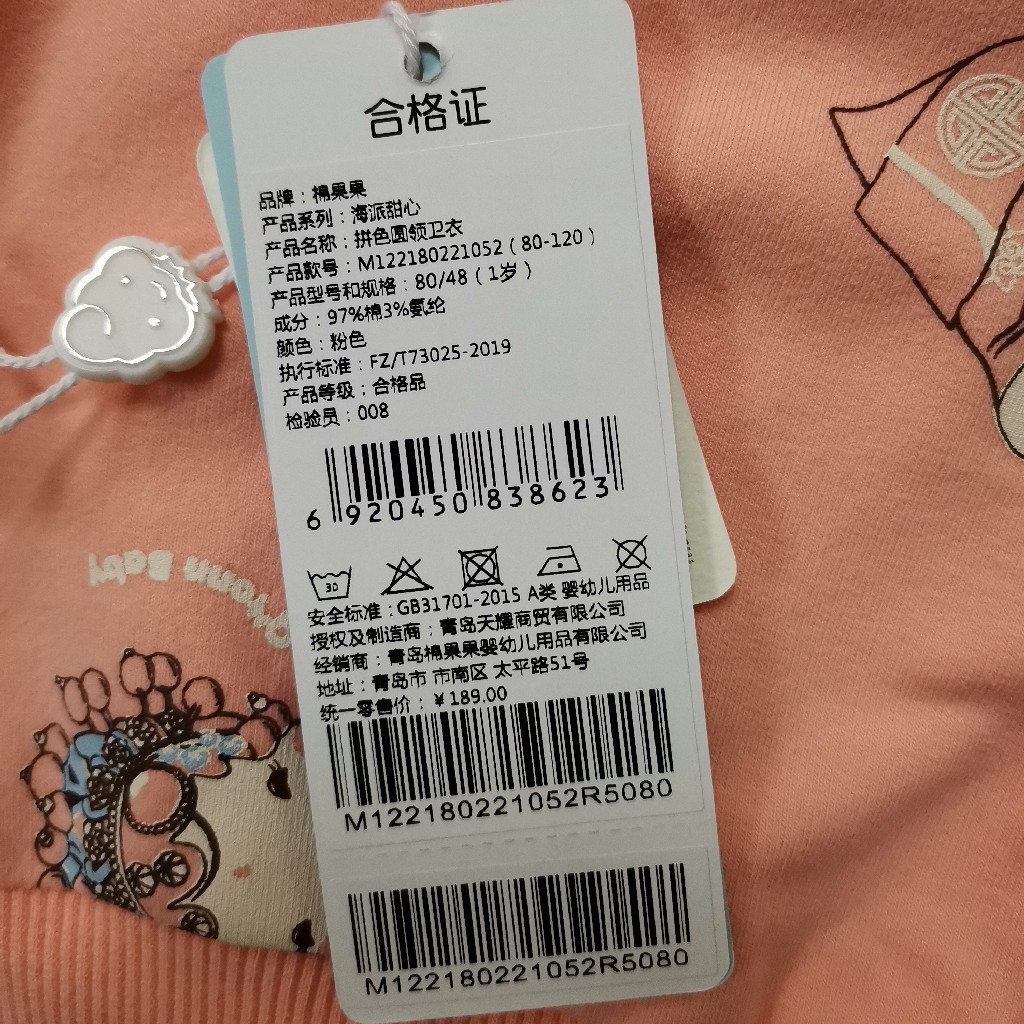 合格证
品牌：棉果果
产品系列：海派甜心
产品名称：拼色圆领卫衣
产品款号：M122180221052（80-120）
产品型号和规格：80/48（1岁）
成分：97%棉3%氨纶
颜色：粉色
执行标准：FZ/T73025-2019
产品等级：合格品
检验员：008
6 920450 838623
30
安全标准：GB31701-2015 A类 婴幼儿用品
授权及制造商：青岛天耀商贸有限公司
经销商：青岛棉果果婴幼儿用品有限公司
地址：青岛市 市南区 太平路51号
统一零售价：￥189.00
M122180221052R5080
M122180221052R5080
Baby